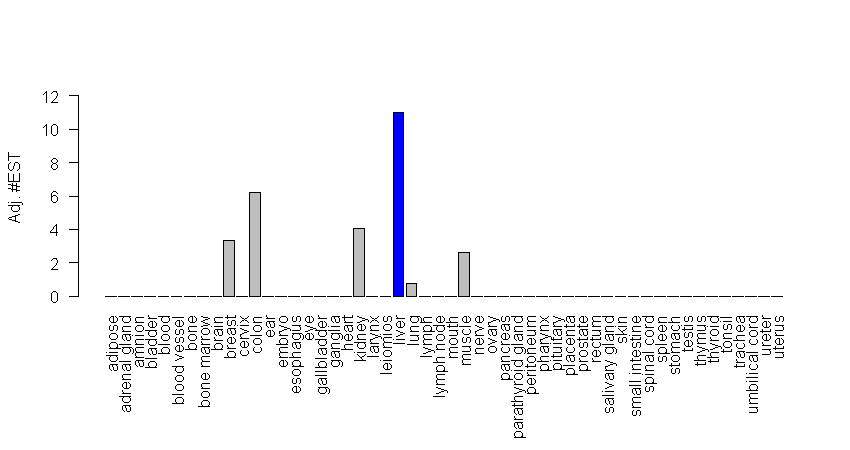 12
10
8
6
4
2
0
Adj. #EST
adipose
adrenal gland
amnion
bladder
blood
blood vessel
bone
bone marrow
brain
breast
cervix
colon
ear
embryo
esophagus
eye
gallbladder
ganglia
heart
kidney
larynx
leiomios
liver
lung
lymph
lymph node
mouth
muscle
nerve
ovary
pancreas
parathyroid gland
peritoneum
pharynx
pituitary
placenta
prostate
rectum
salivary gland
skin
small intestine
spinal cord
spleen
stomach
testis
thymus
thyroid
tonsil
trachea
umbilical cord
ureter
uterus